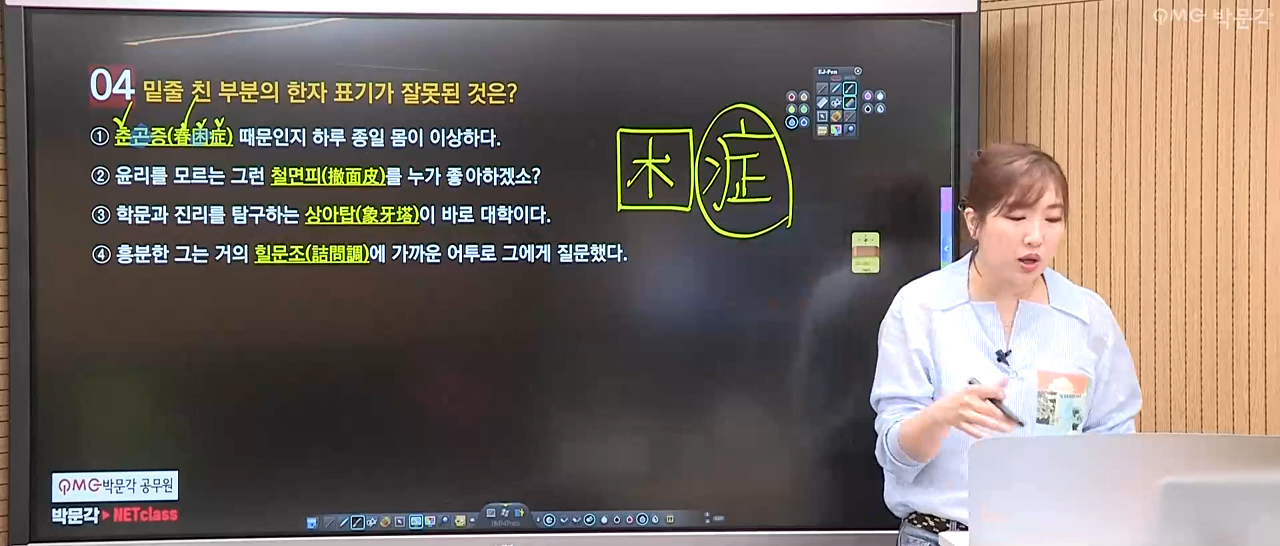 QMG 박문각
04 밑줄 친 부분의 한자 표기가 잘못된 것은?
① 춘곤증(春困症) 때문인지 하루 종일 몸이 이상하다.
② 윤리를 모르는 그런 철면피(撤面皮)를 누가 좋아하겠소?
③ 학문과 진리를 탐구하는 상아탑(象牙塔)이 바로 대학이다.
④ 흥분한 그는 거의 힐문조(詰問調)에 가까운 어투로 그에게 질문했다.
困 症
EJ-Pen
QMG박문각 공무원
박문각 ▶ NETclass